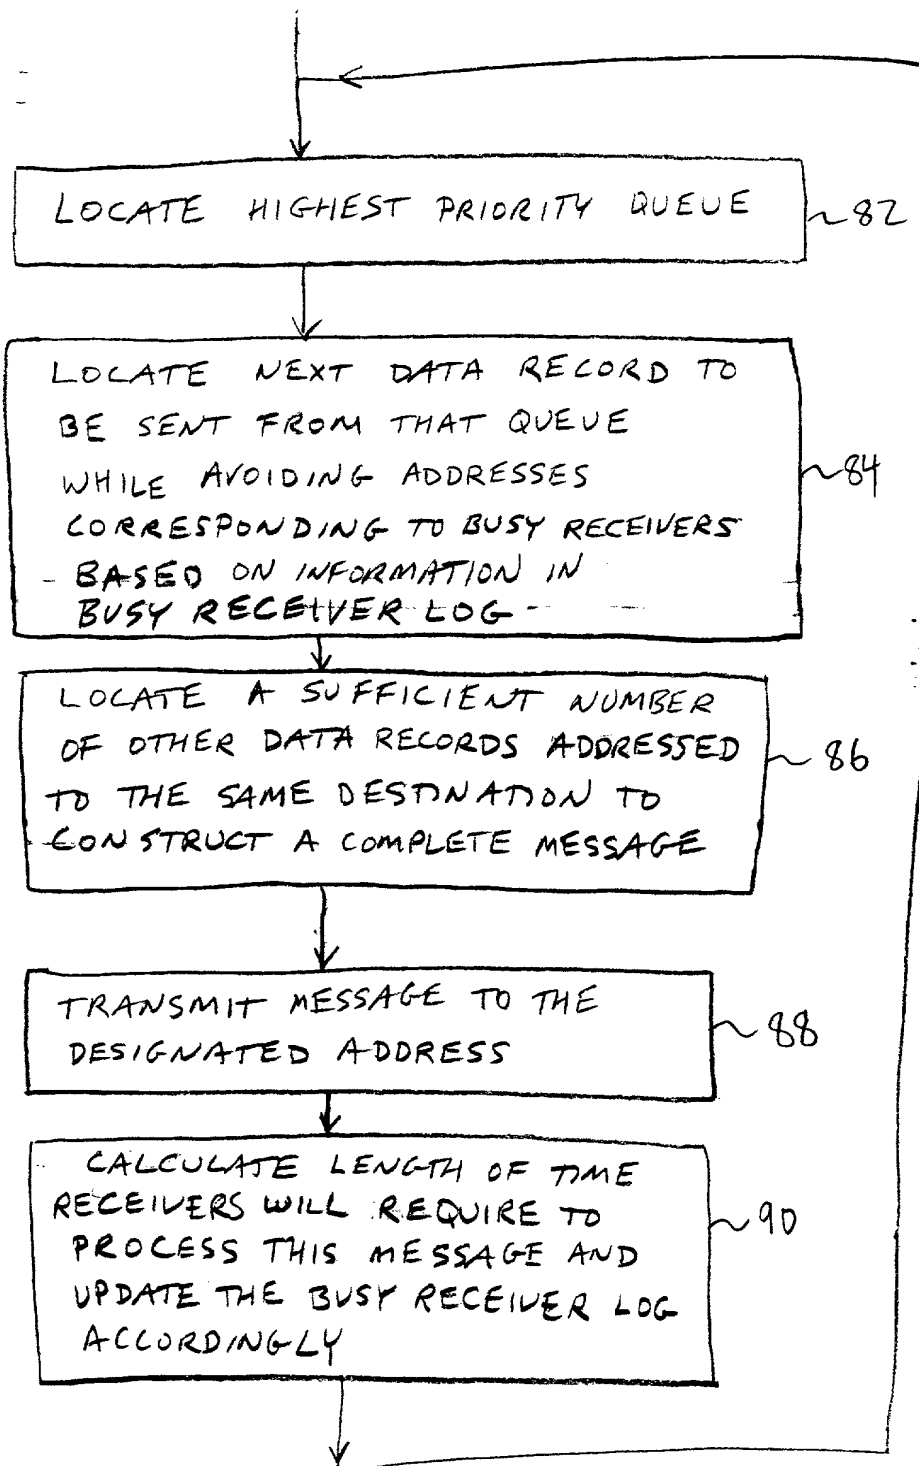 LOCATE HIGHEST PRIORITY QUEUE
82
LOCATE NEXT DATA RECORD TO
BE SENT FROM THAT QUEUE
WHILE AVOIDING ADDRESSES
CORRESPONDING TO BUSY RECEIVERS
BASED ON INFORMATION IN
BUSY RECEIVER LOG
84
LOCATE A SUFFICIENT NUMBER
OF OTHER DATA RECORDS ADDRESSED
TO THE SAME DESTINATION TO
CONSTRUCT A COMPLETE MESSAGE
86
TRANSMIT MESSAGE TO THE
DESIGNATED ADDRESS
88
CALCULATE LENGTH OF TIME
RECEIVERS WILL REQUIRE TO
PROCESS THIS MESSAGE AND
UPDATE THE BUSY RECEIVER LOG
ACCORDINGLY
90